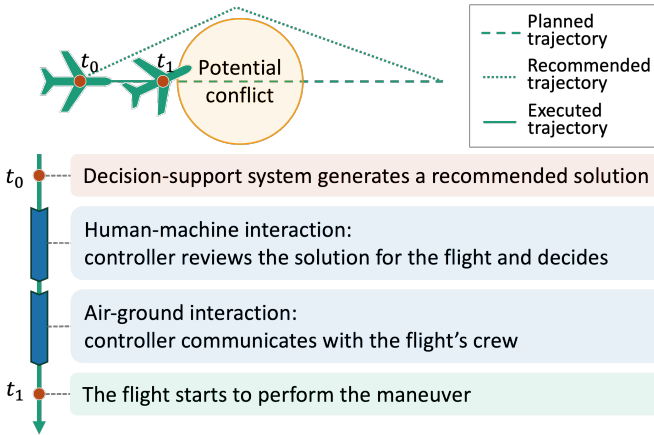 t0
t1
Potential
conflict
Planned
trajectory
Recommended
trajectory
Executed
trajectory
t0
Decision-support system generates a recommended solution
Human-machine interaction:
controller reviews the solution for the flight and decides
Air-ground interaction:
controller communicates with the flight’s crew
t1
The flight starts to perform the maneuver